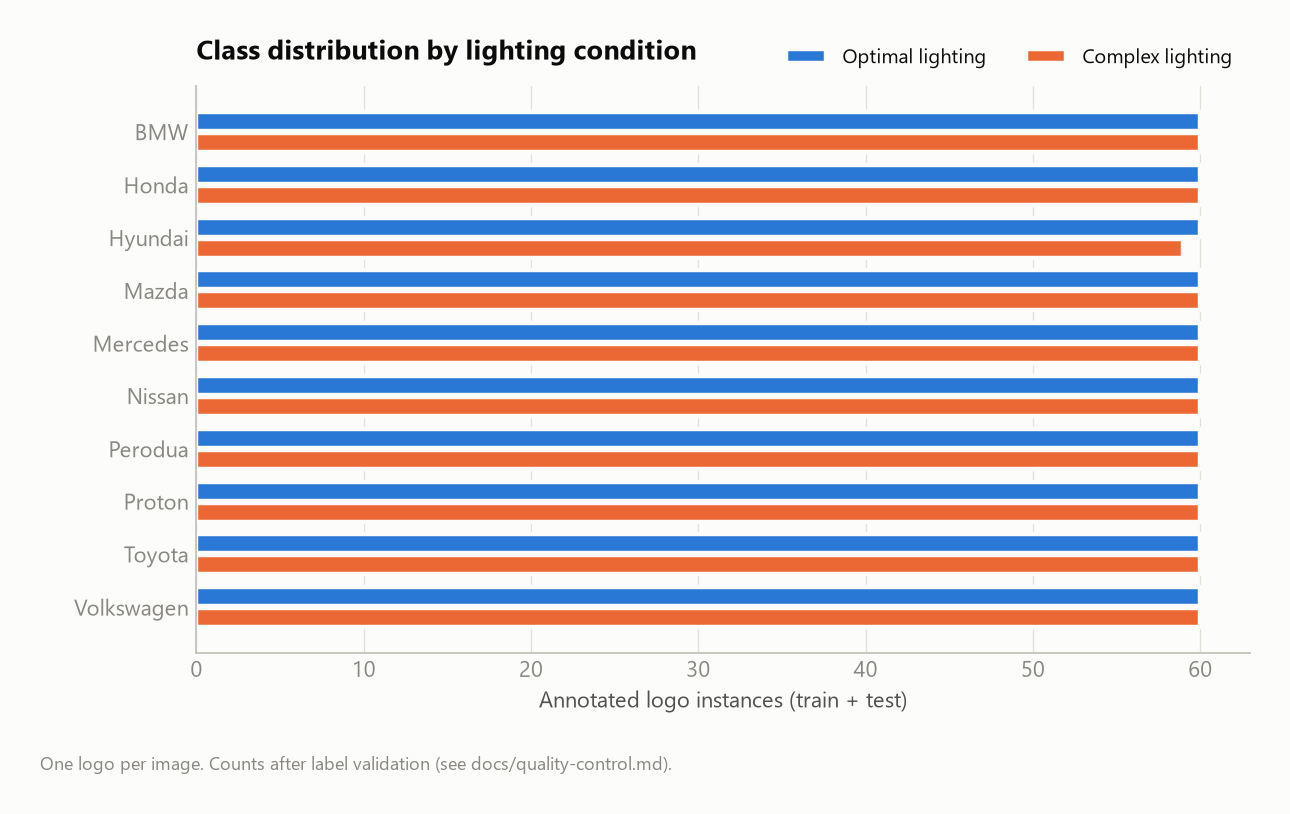 Class distribution by lighting condition
Optimal lighting
Complex lighting
BMW
Honda
Hyundai
Mazda
Mercedes
Nissan
Perodua
Proton
Toyota
Volkswagen
0 10 20 30 40 50 60
Annotated logo instances (train + test)
One logo per image. Counts after label validation (see docs/quality-control.md).